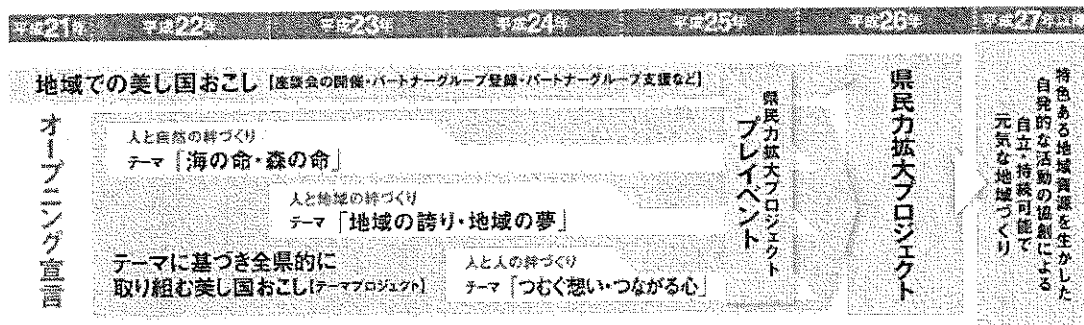 平成21年 平成22年 平成23年 平成24年 平成25年 平成26年 平成27年以降
地域での美し国おこし [座談会の開催・パートナーグループ登録・パートナーグループ支援など]
オープニング宣言
人と自然の絆づくり
テーマ 「海の命・森の命」
人と地域の絆づくり
テーマ 「地域の誇り・地域の夢」
テーマに基づき全県的に
取り組む美し国おこし[テーマプロジェクト]
人と人の絆づくり
テーマ 「つむぐ想い・つながる心」
県民力拡大プロジェクト
プレイベント
県民力拡大プロジェクト
特色ある地域資源を生かした
自発的な活動の協創による
自立・持続可能で
元気な地域づくり